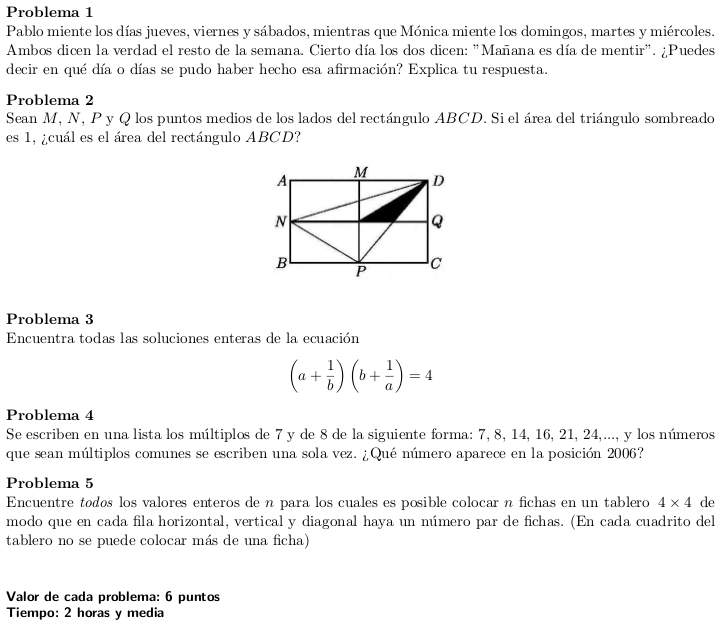 Problema 1
Pablo miente los días jueves, viernes y sábados, mientras que Mónica miente los domingos, martes y miércoles.
Ambos dicen la verdad el resto de la semana. Cierto día los dos dicen: "Mañana es día de mentir". ¿Puedes
decir en qué día o días se pudo haber hecho esa afirmación? Explica tu respuesta.
Problema 2
Sean M, N, P y Q los puntos medios de los lados del rectángulo ABCD. Si el área del triángulo sombreado
es 1, ¿cuál es el área del rectángulo ABCD?
A M D
N Q
B P C
Problema 3
Encuentra todas las soluciones enteras de la ecuación
(a + 1/b) (b + 1/a) = 4
Problema 4
Se escriben en una lista los múltiplos de 7 y de 8 de la siguiente forma: 7, 8, 14, 16, 21, 24,..., y los números
que sean múltiplos comunes se escriben una sola vez. ¿Qué número aparece en la posición 2006?
Problema 5
Encuentre todos los valores enteros de n para los cuales es posible colocar n fichas en un tablero 4 × 4 de
modo que en cada fila horizontal, vertical y diagonal haya un número par de fichas. (En cada cuadrito del
tablero no se puede colocar más de una ficha)
Valor de cada problema: 6 puntos
Tiempo: 2 horas y media